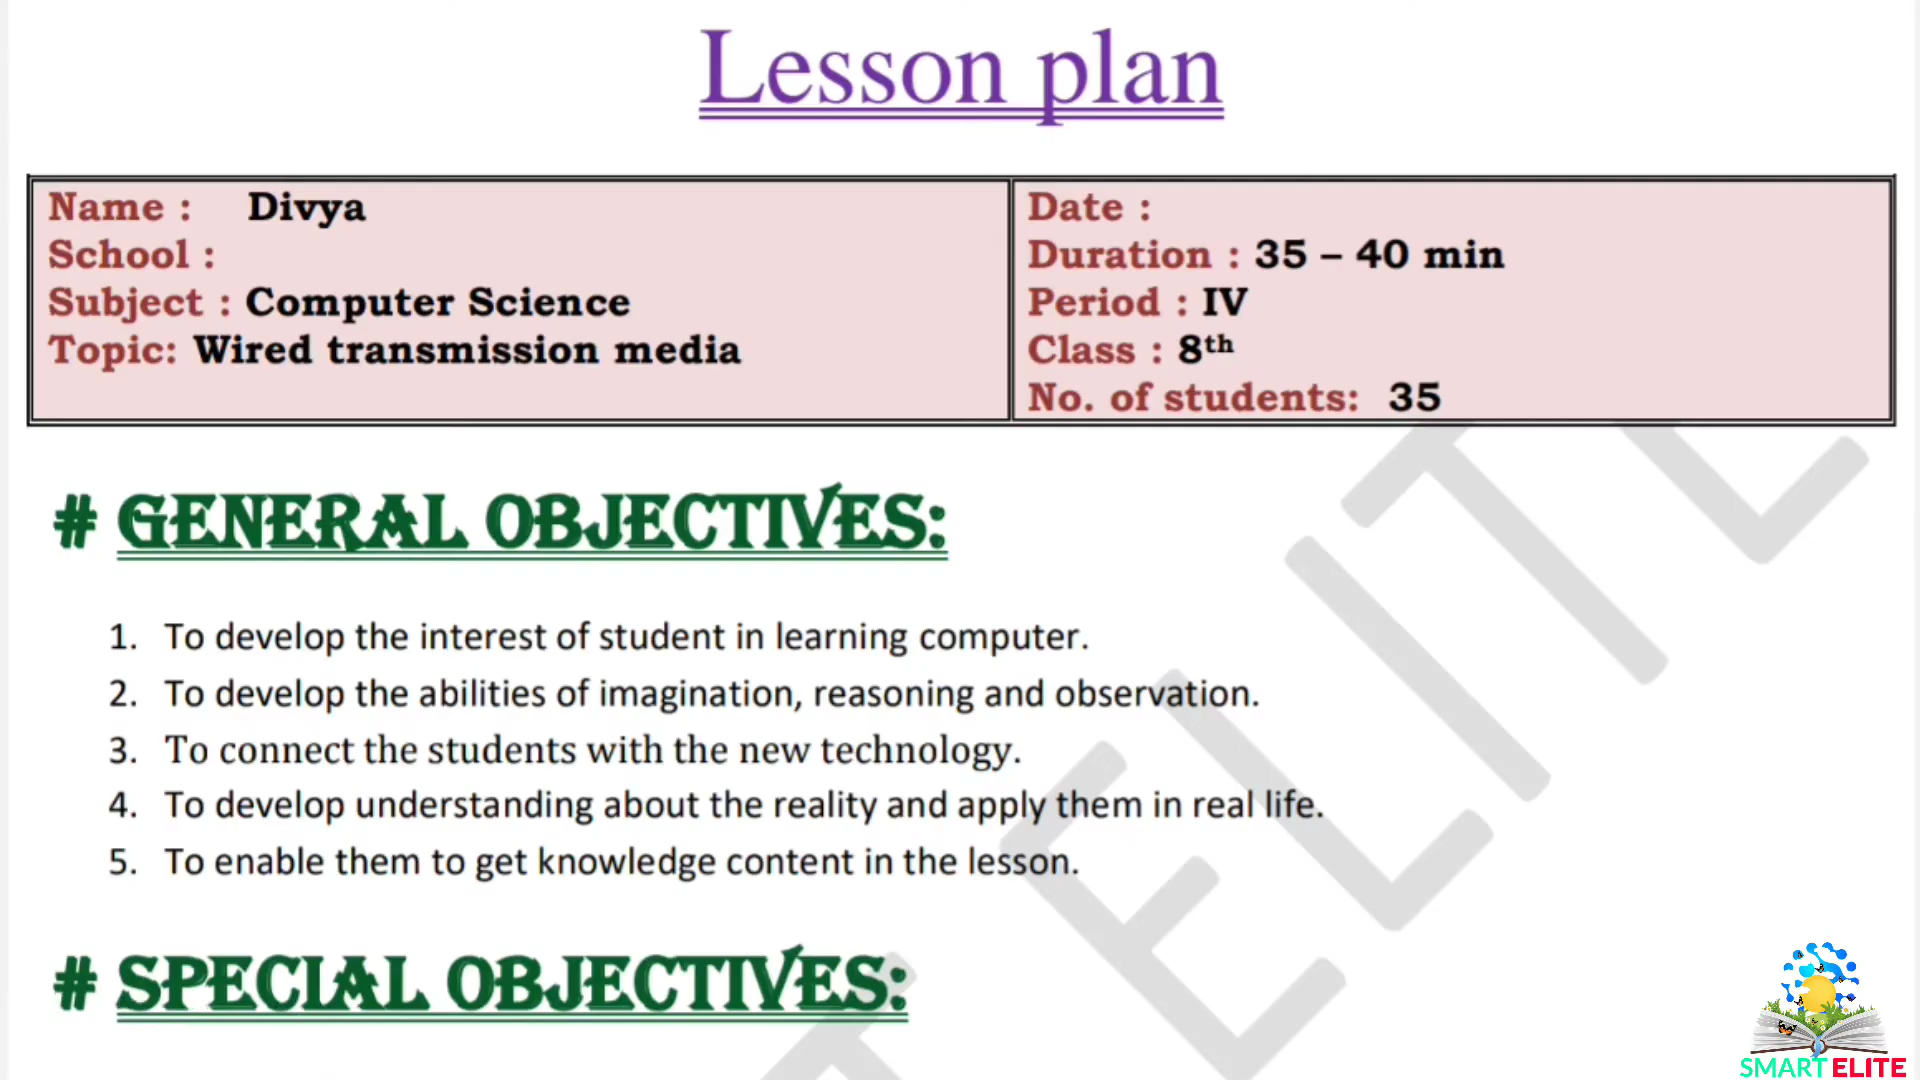 Lesson plan
Name : Divya
School :
Subject : Computer Science
Topic: Wired transmission media
Date :
Duration : 35 – 40 min
Period : IV
Class : 8th
No. of students: 35
# GENERAL OBJECTIVES:
1. To develop the interest of student in learning computer.
2. To develop the abilities of imagination, reasoning and observation.
3. To connect the students with the new technology.
4. To develop understanding about the reality and apply them in real life.
5. To enable them to get knowledge content in the lesson.
# SPECIAL OBJECTIVES:
ELITE
SMART ELITE